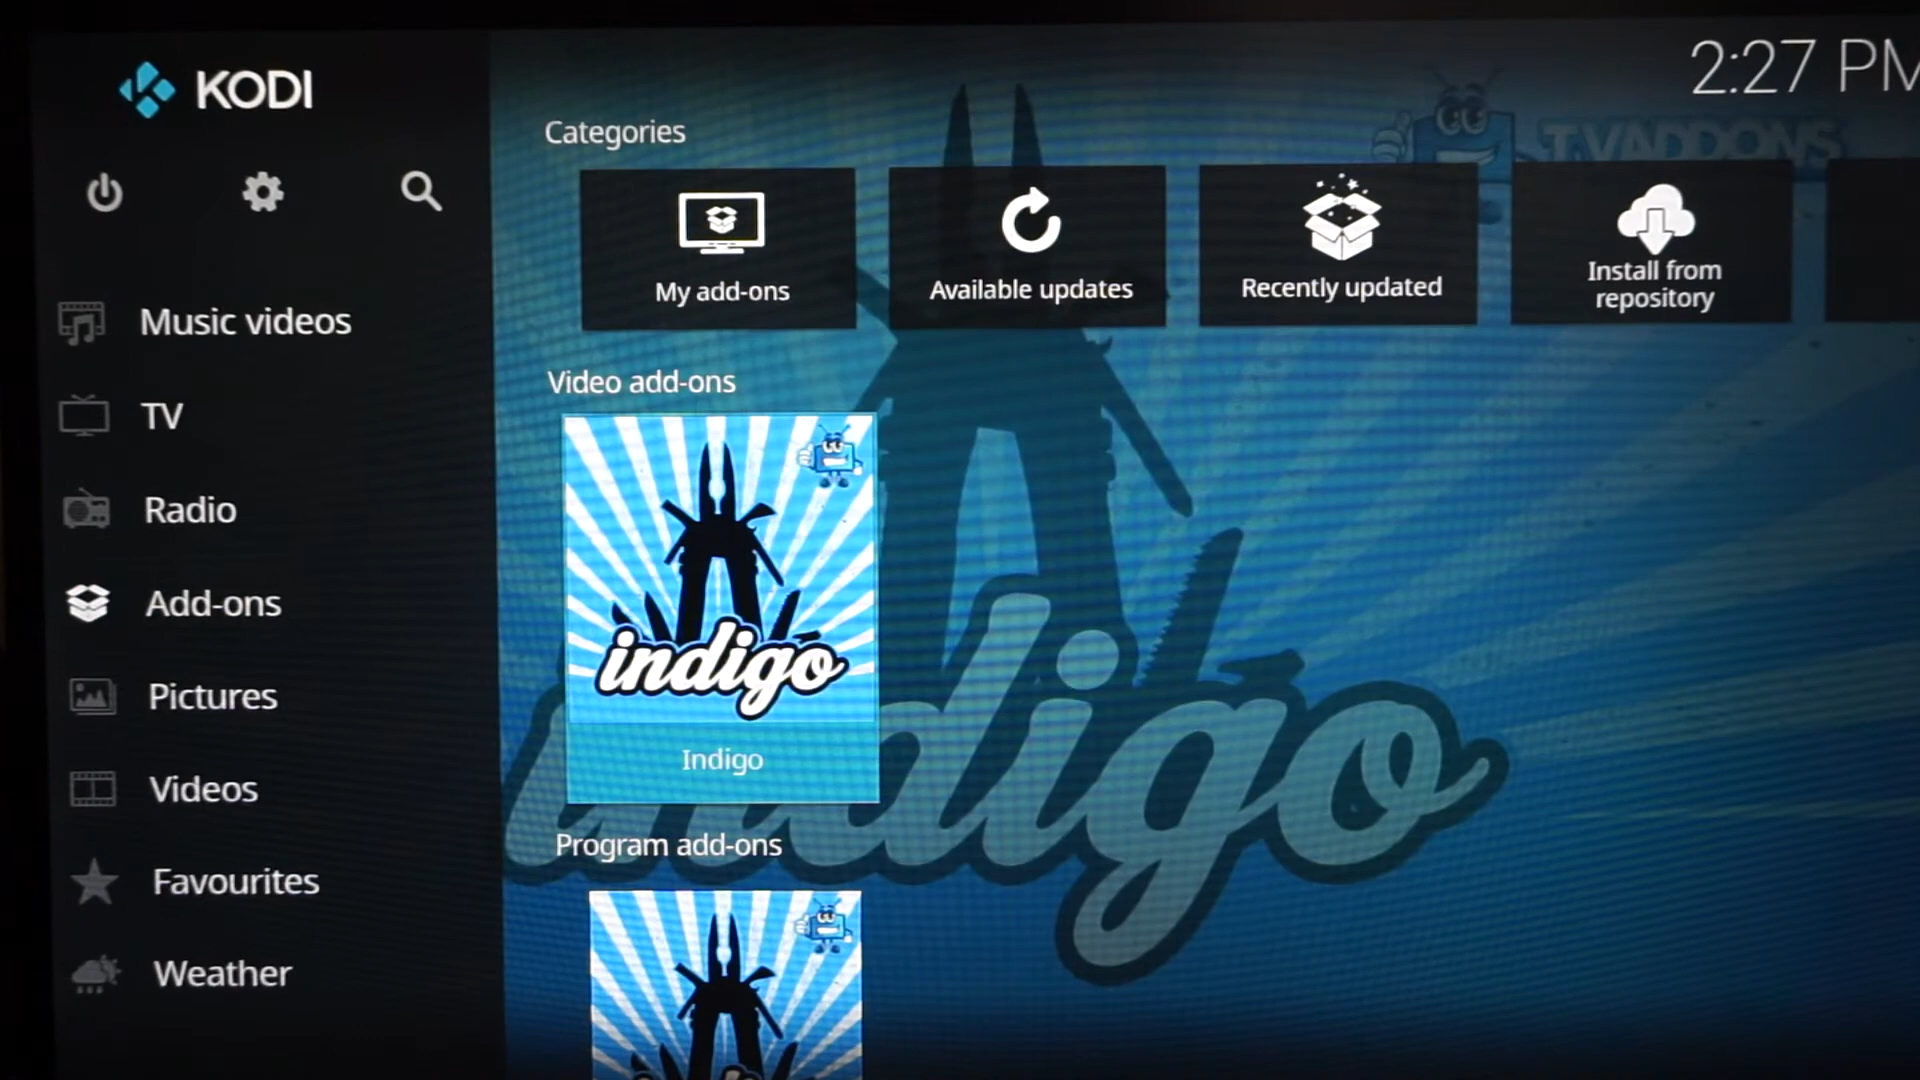 KODI
2:27 PM
Categories
TVADDONS
My add-ons
Available updates
Recently updated
Install from
repository
Music videos
TV
Radio
Add-ons
Pictures
Videos
Favourites
Weather
Video add-ons
indigo
Indigo
indigo
Program add-ons